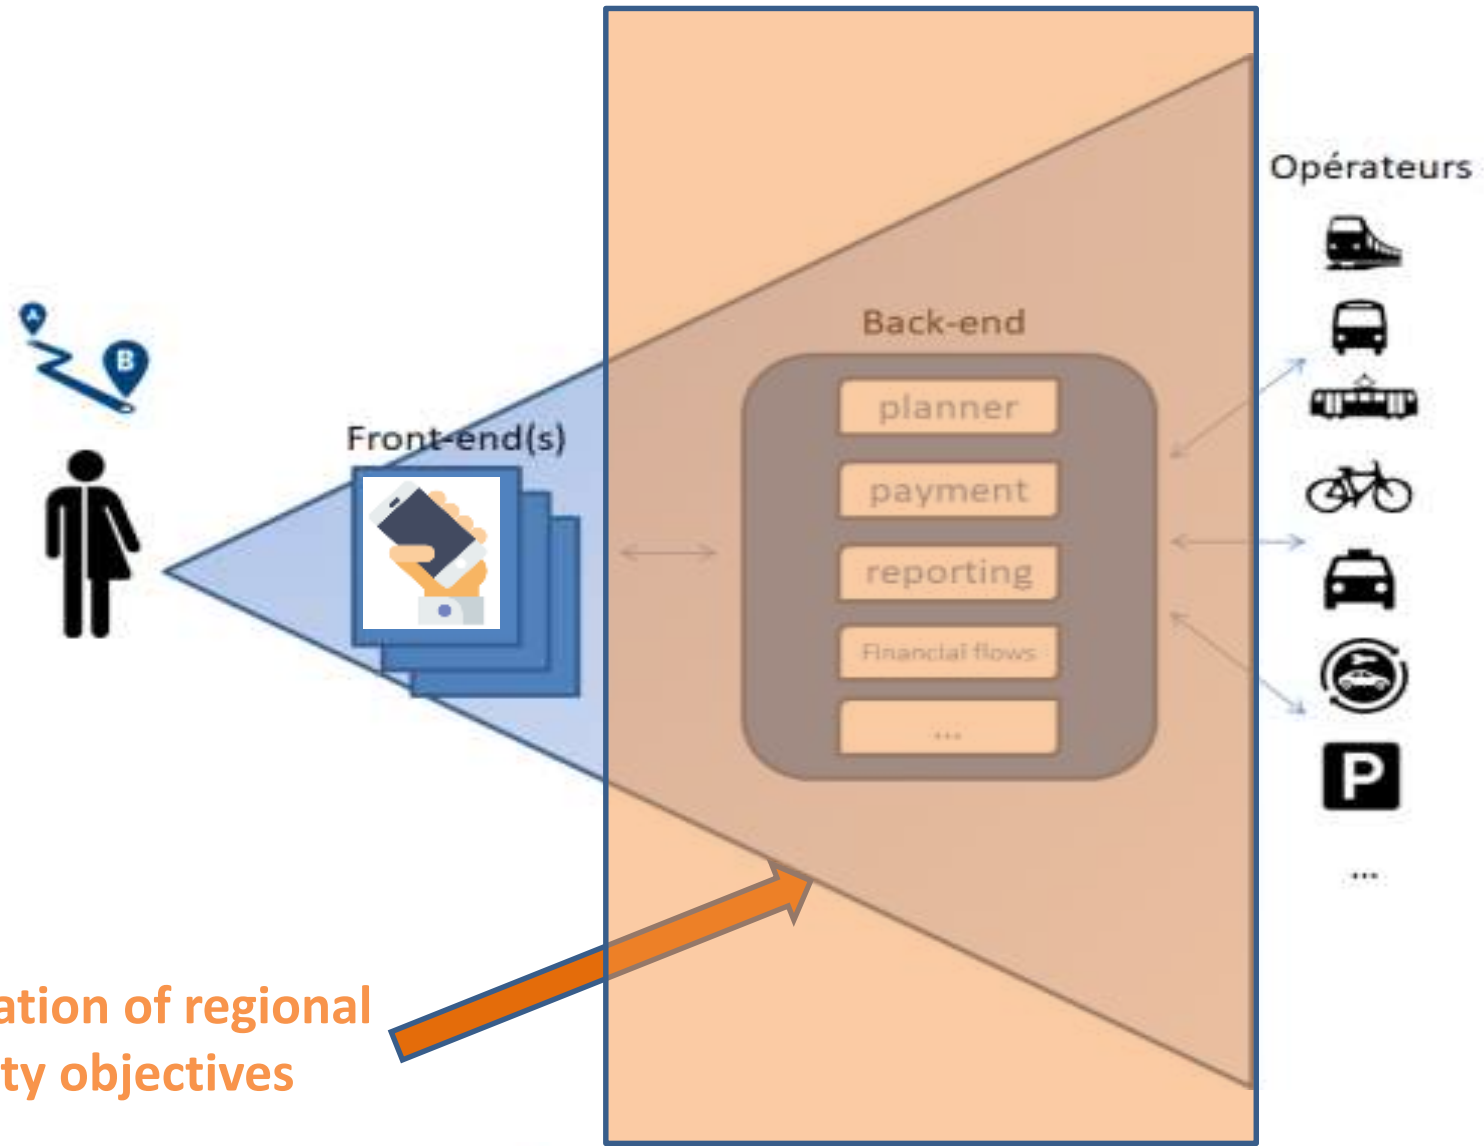 Opérateurs
A
B
Back-end
Front-end(s)
planner
payment
reporting
Financial flows
...
P
...
ation of regional
ty objectives